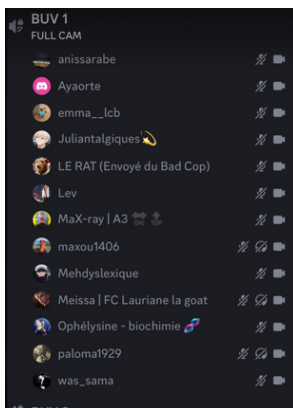 BUV 1
FULL CAM
anissarabe
Ayaorte
emma__lcb
Juliantalgiques 💫
LE RAT (Envoyé du Bad Cop)
Lev
MaX-ray | A3 TOP
maxou1406
Mehdyslexique
Meissa | FC Lauriane la goat
Ophélysine - biochimie 🧬
paloma1929
was_sama